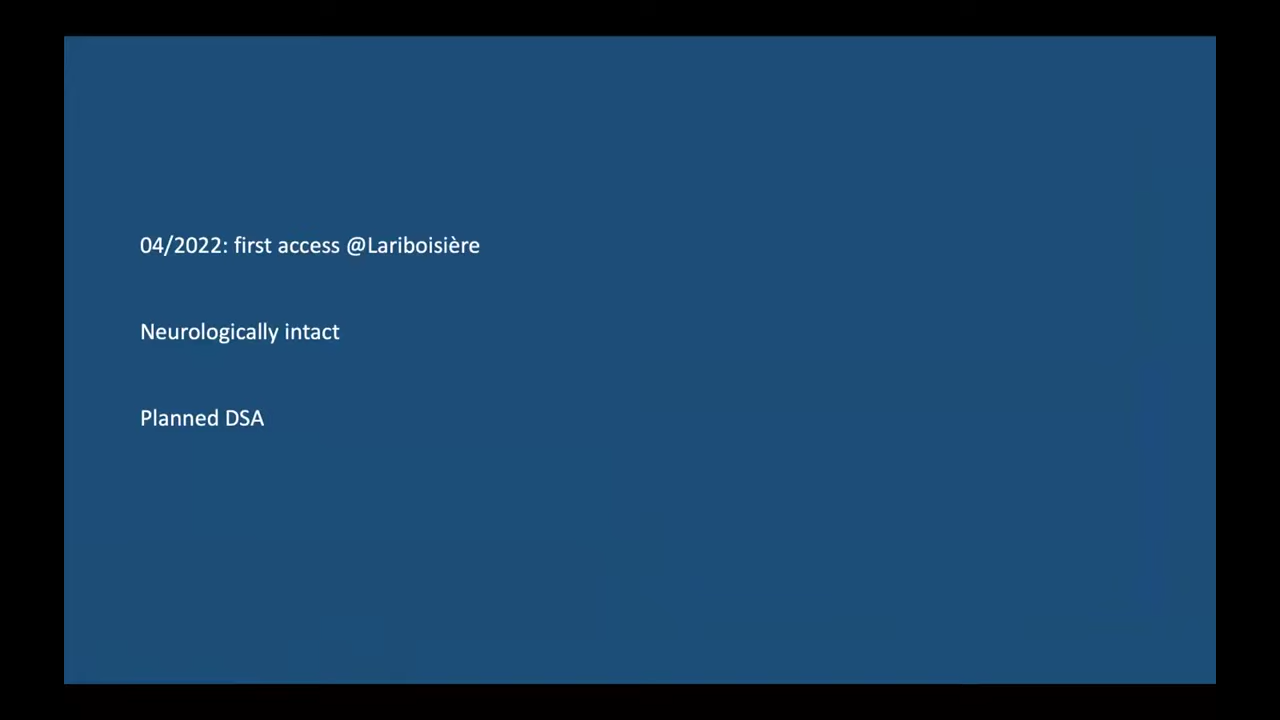 04/2022: first access @Lariboisière
Neurologically intact
Planned DSA